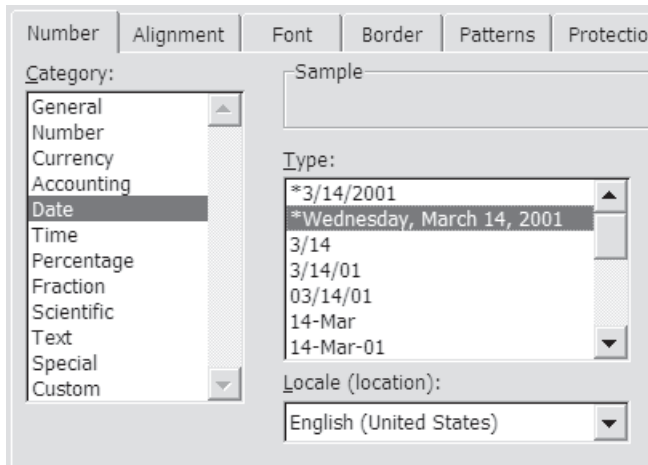 Number Alignment Font Border Patterns Protectio
Category:
General
Number
Currency
Accounting
Date
Time
Percentage
Fraction
Scientific
Text
Special
Custom
Sample
Type:
*3/14/2001
*Wednesday, March 14, 2001
3/14
3/14/01
03/14/01
14-Mar
14-Mar-01
Locale (location):
English (United States)